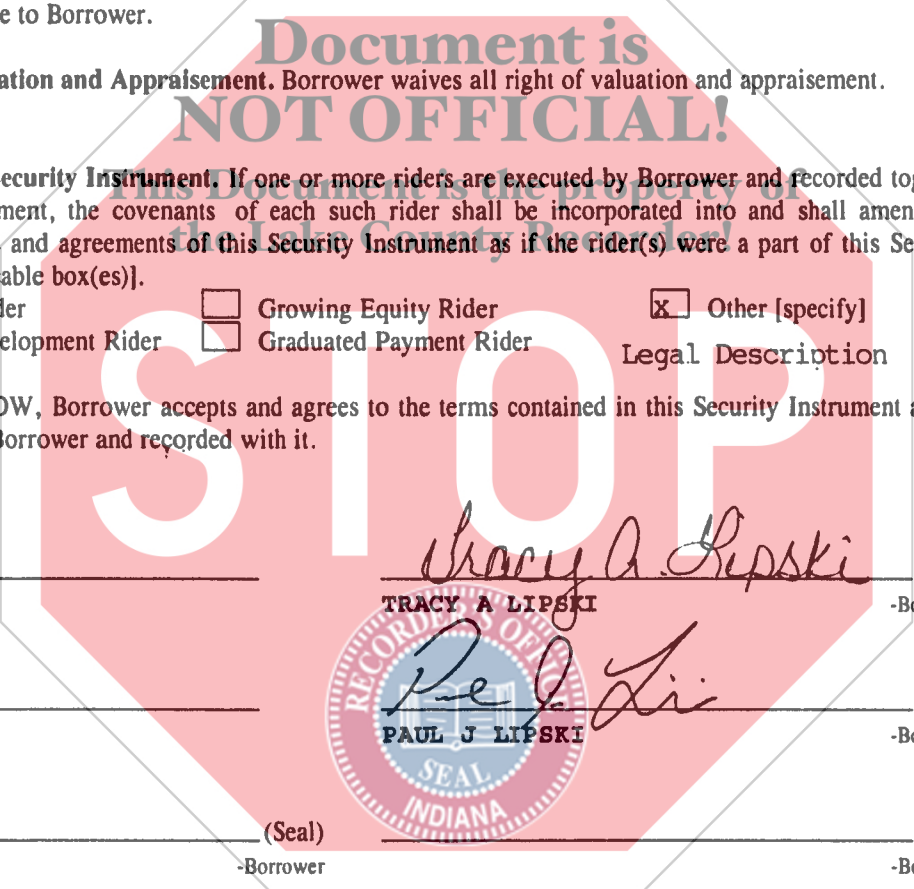 e to Borrower.
Document is
ation and Appraisement. Borrower waives all right of valuation and appraisement.
NOT OFFICIAL!
ecurity Instrument. If one or more riders are executed by Borrower and recorded tog
This Document is the property of
ment, the covenants of each such rider shall be incorporated into and shall amen
the Lake County Recorder!
and agreements of this Security Instrument as if the rider(s) were a part of this Se
able box(es)].
der Growing Equity Rider x Other [specify]
elopment Rider Graduated Payment Rider
Legal Description
OW, Borrower accepts and agrees to the terms contained in this Security Instrument a
Borrower and recorded with it.
STOP
Tracy A. Lipski
TRACY A LIPSKI -Bo
RECORDER'S OFFICE
PAUL J LIPSKI -Bo
SEAL
INDIANA
(Seal)
-Borrower -Bo